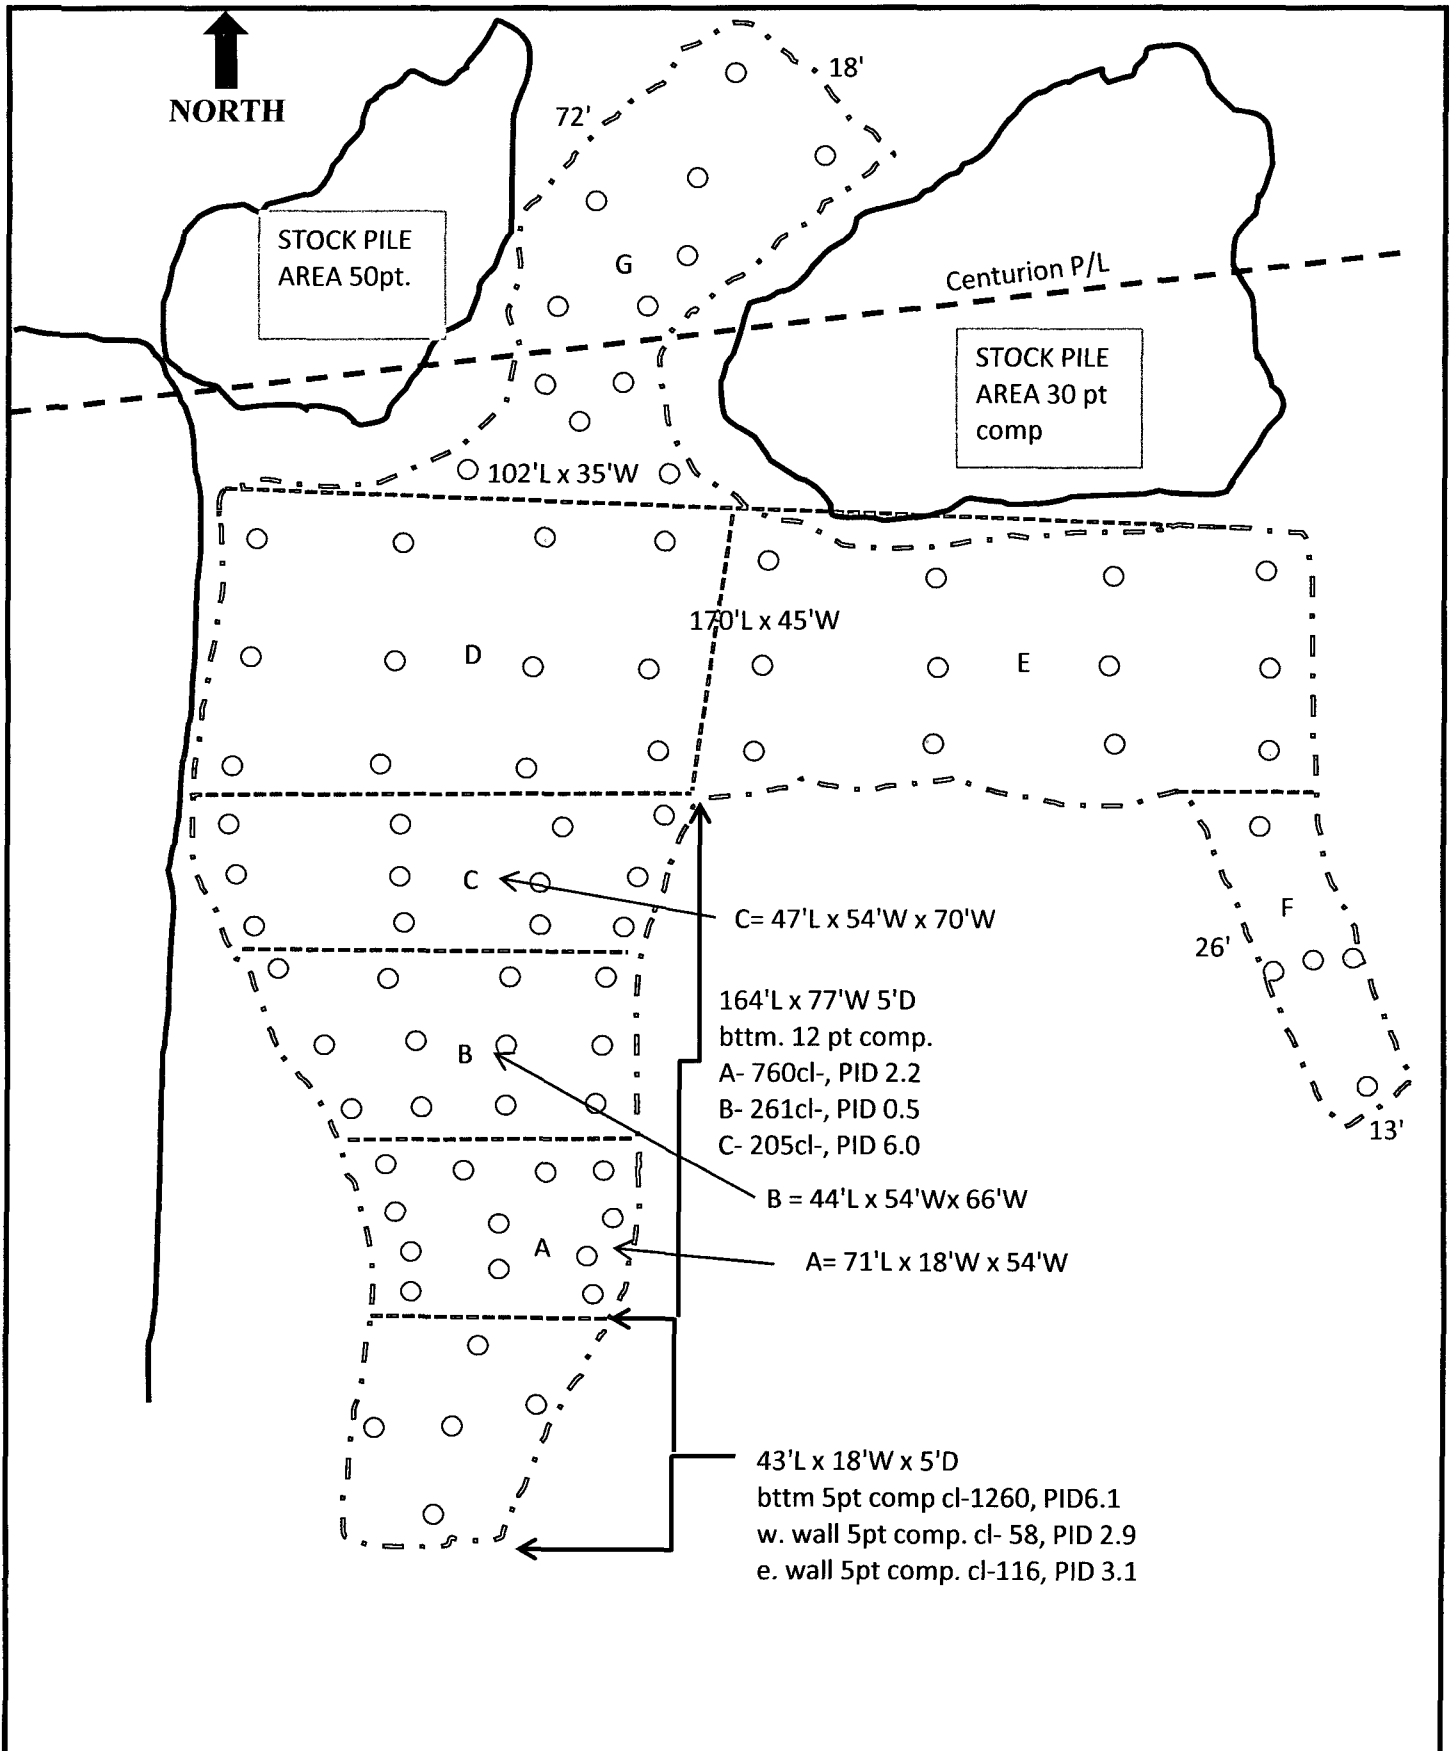 NORTH
72'
18'
STOCK PILE
AREA 50pt.
G
Centurion P/L
STOCK PILE
AREA 30 pt
comp
102'L x 35'W
170'L x 45'W
D
E
C
F
C= 47'L x 54'W x 70'W
26'
164'L x 77'W 5'D
bttm. 12 pt comp.
A- 760cl-, PID 2.2
B- 261cl-, PID 0.5
C- 205cl-, PID 6.0
B
13'
B = 44'L x 54'Wx 66'W
A
A= 71'L x 18'W x 54'W
43'L x 18'W x 5'D
bttm 5pt comp cl-1260, PID6.1
w. wall 5pt comp. cl- 58, PID 2.9
e. wall 5pt comp. cl-116, PID 3.1